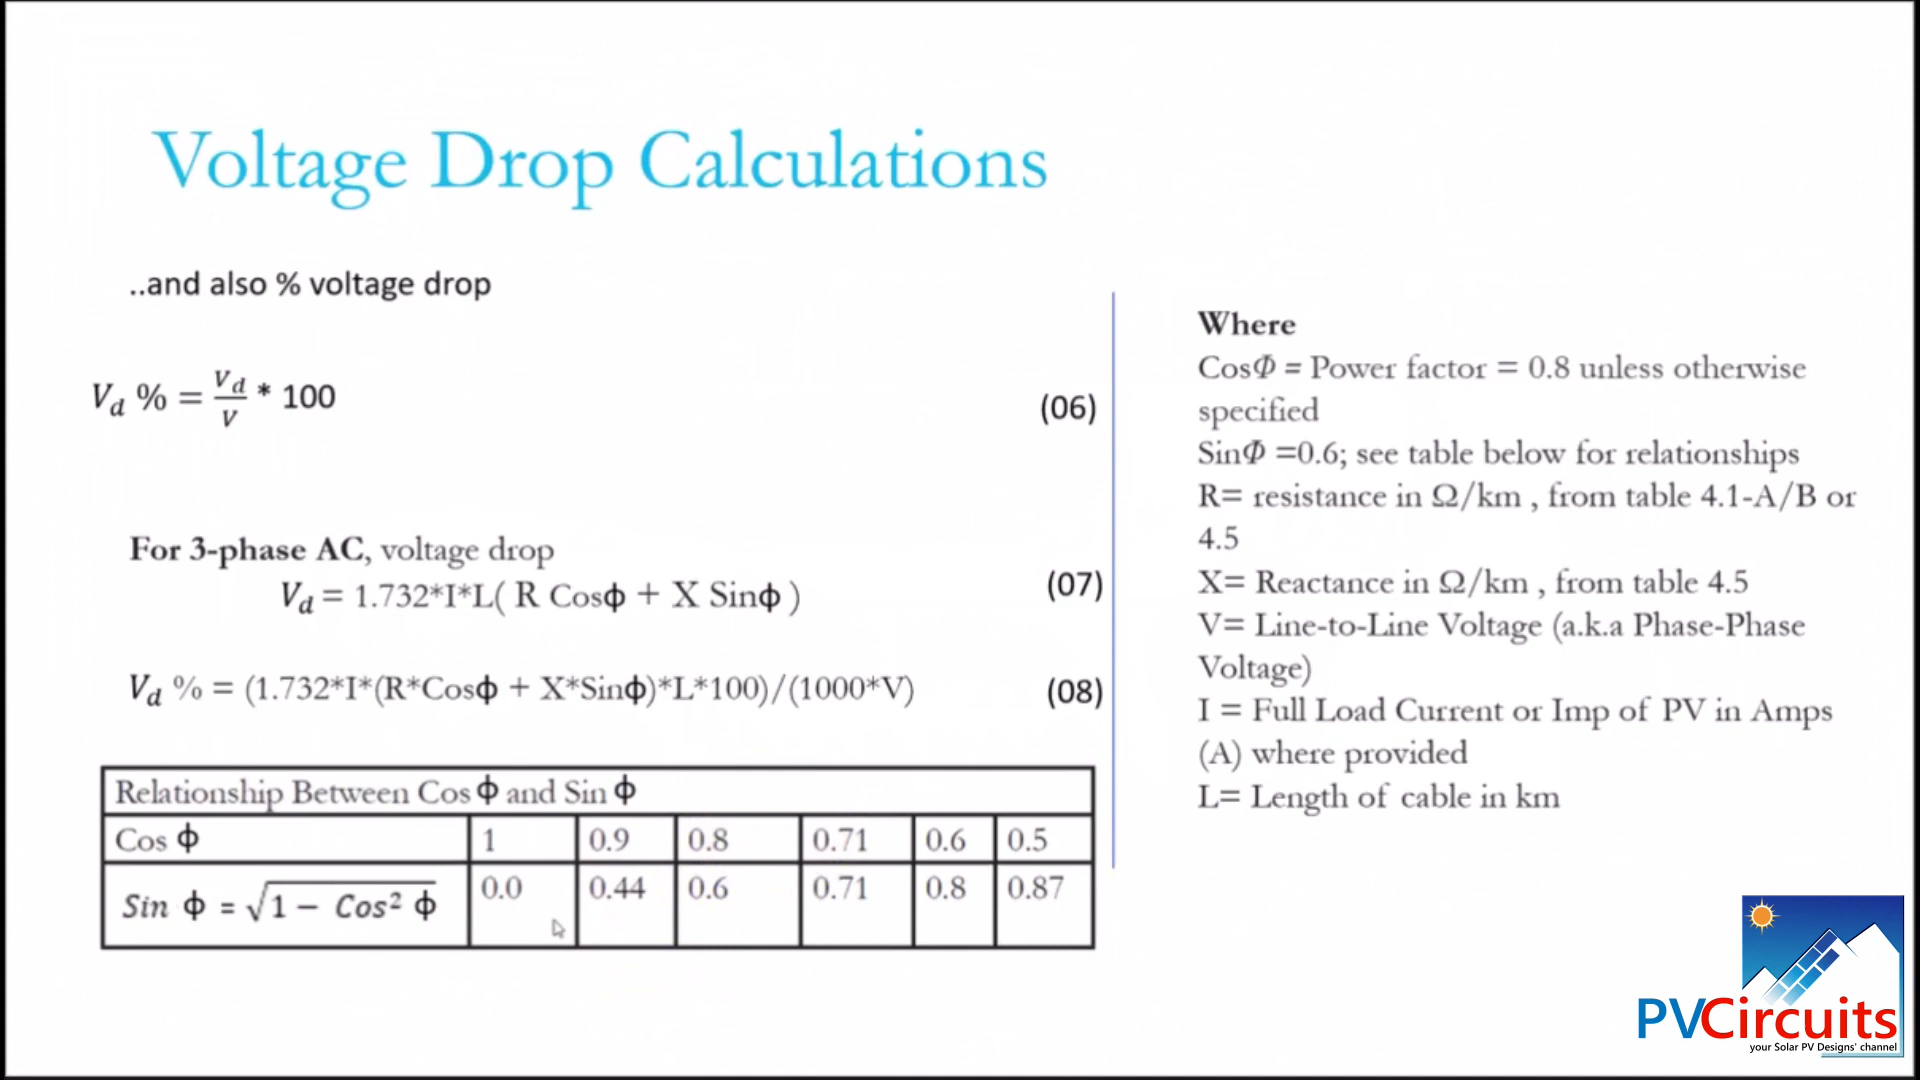 Voltage Drop Calculations
..and also % voltage drop
V_d % = V_d/V * 100 (06)
For 3-phase AC, voltage drop
V_d = 1.732*I*L( R Cosϕ + X Sinϕ ) (07)
V_d % = (1.732*I*(R*Cosϕ + X*Sinϕ)*L*100)/(1000*V) (08)
Relationship Between Cos ϕ and Sin ϕ
Cos ϕ 1 0.9 0.8 0.71 0.6 0.5
Sin ϕ = √1 − Cos² ϕ 0.0 0.44 0.6 0.71 0.8 0.87
Where
CosΦ = Power factor = 0.8 unless otherwise
specified
SinΦ =0.6; see table below for relationships
R= resistance in Ω/km , from table 4.1-A/B or
4.5
X= Reactance in Ω/km , from table 4.5
V= Line-to-Line Voltage (a.k.a Phase-Phase
Voltage)
I = Full Load Current or Imp of PV in Amps
(A) where provided
L= Length of cable in km
PVCircuits
your Solar PV Designs' channel